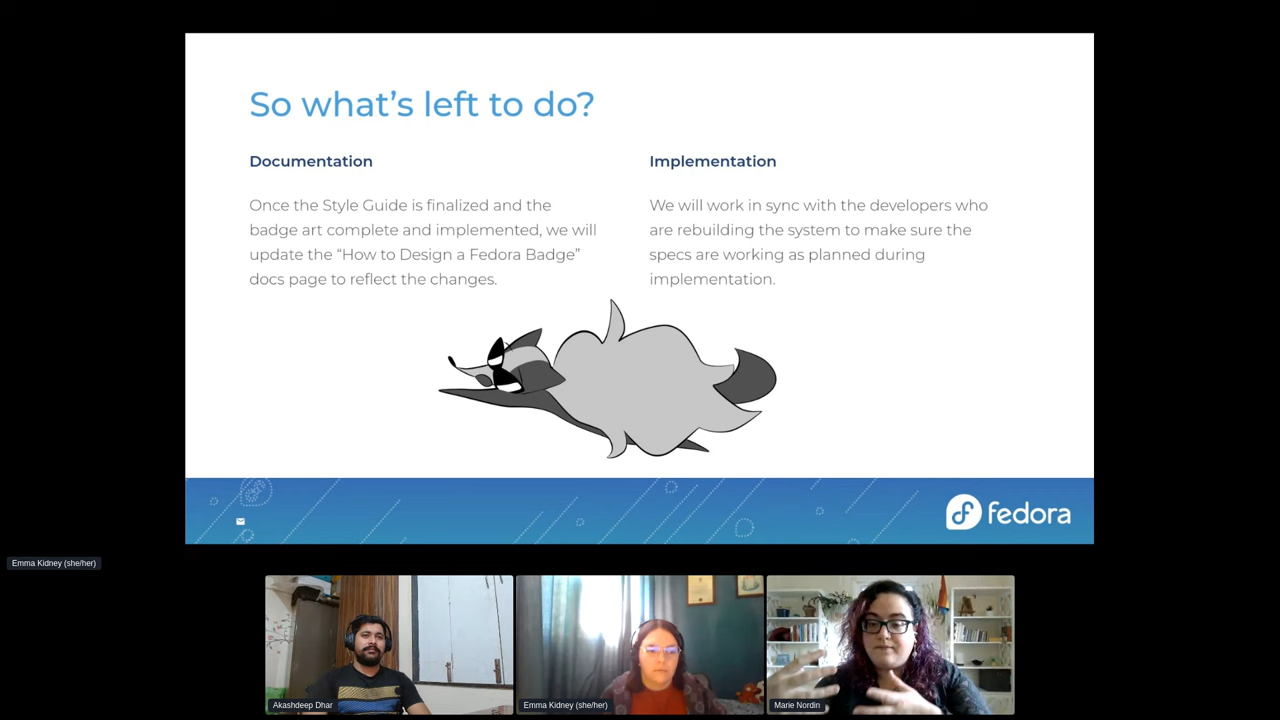 So what's left to do?
Documentation
Once the Style Guide is finalized and the
badge art complete and implemented, we will
update the “How to Design a Fedora Badge”
docs page to reflect the changes.
Implementation
We will work in sync with the developers who
are rebuilding the system to make sure the
specs are working as planned during
implementation.
fedora
Emma Kidney (she/her)
Akashdeep Dhar
Emma Kidney (she/her)
Marie Nordin